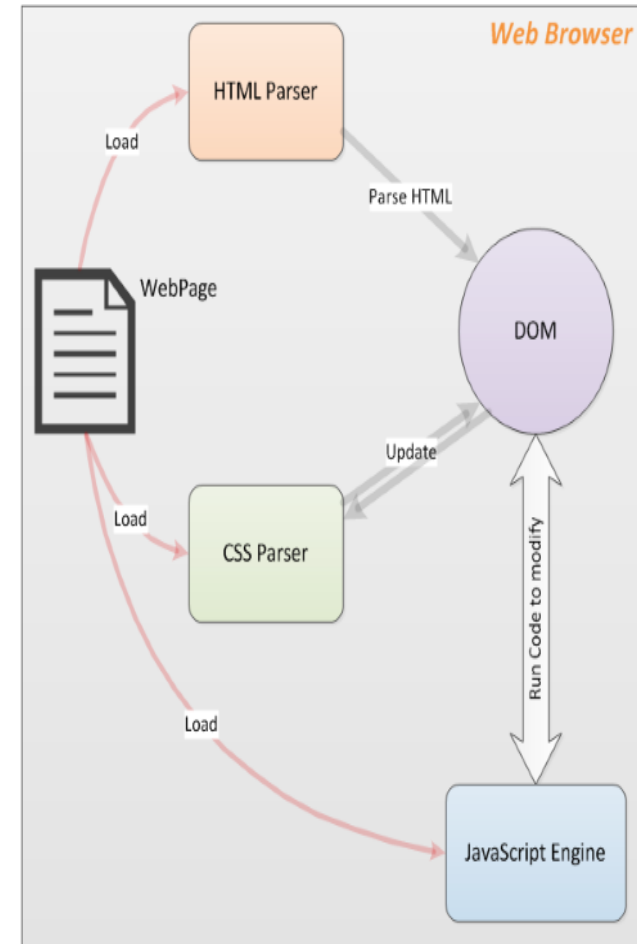 Web Browser
HTML Parser
Load
Parse HTML
WebPage
DOM
Update
Load
CSS Parser
Run Code to modify
Load
JavaScript Engine